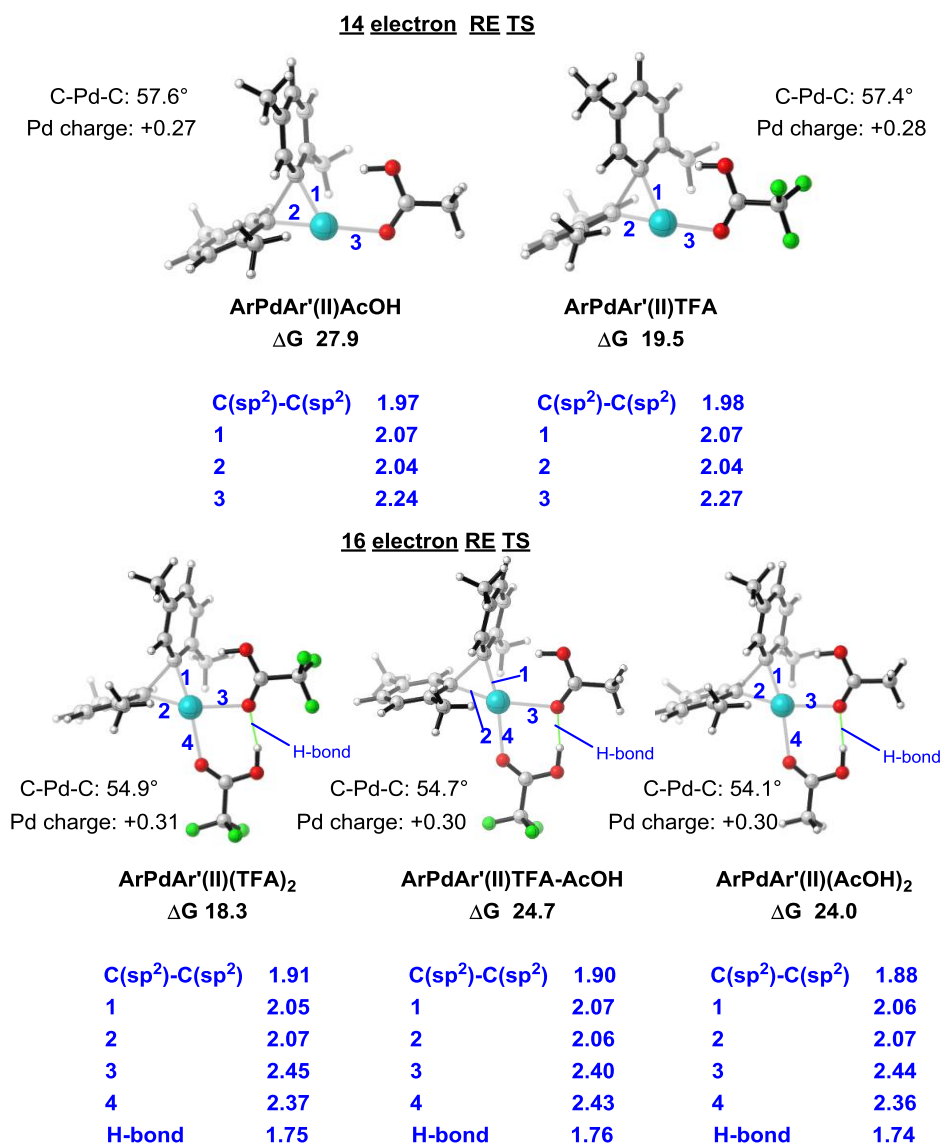 14 electron RE TS
C-Pd-C: 57.6°
Pd charge: +0.27
C-Pd-C: 57.4°
Pd charge: +0.28
1
2
3
1
2
3
ArPdAr'(II)AcOH
ΔG 27.9
ArPdAr'(II)TFA
ΔG 19.5
C(sp²)-C(sp²) 1.97
1 2.07
2 2.04
3 2.24
C(sp²)-C(sp²) 1.98
1 2.07
2 2.04
3 2.27
16 electron RE TS
1
2
3
4
H-bond
C-Pd-C: 54.9°
Pd charge: +0.31
1
2
3
4
H-bond
C-Pd-C: 54.7°
Pd charge: +0.30
1
2
3
4
H-bond
C-Pd-C: 54.1°
Pd charge: +0.30
ArPdAr'(II)(TFA)₂
ΔG 18.3
ArPdAr'(II)TFA-AcOH
ΔG 24.7
ArPdAr'(II)(AcOH)₂
ΔG 24.0
C(sp²)-C(sp²) 1.91
1 2.05
2 2.07
3 2.45
4 2.37
H-bond 1.75
C(sp²)-C(sp²) 1.90
1 2.07
2 2.06
3 2.40
4 2.43
H-bond 1.76
C(sp²)-C(sp²) 1.88
1 2.06
2 2.07
3 2.44
4 2.36
H-bond 1.74